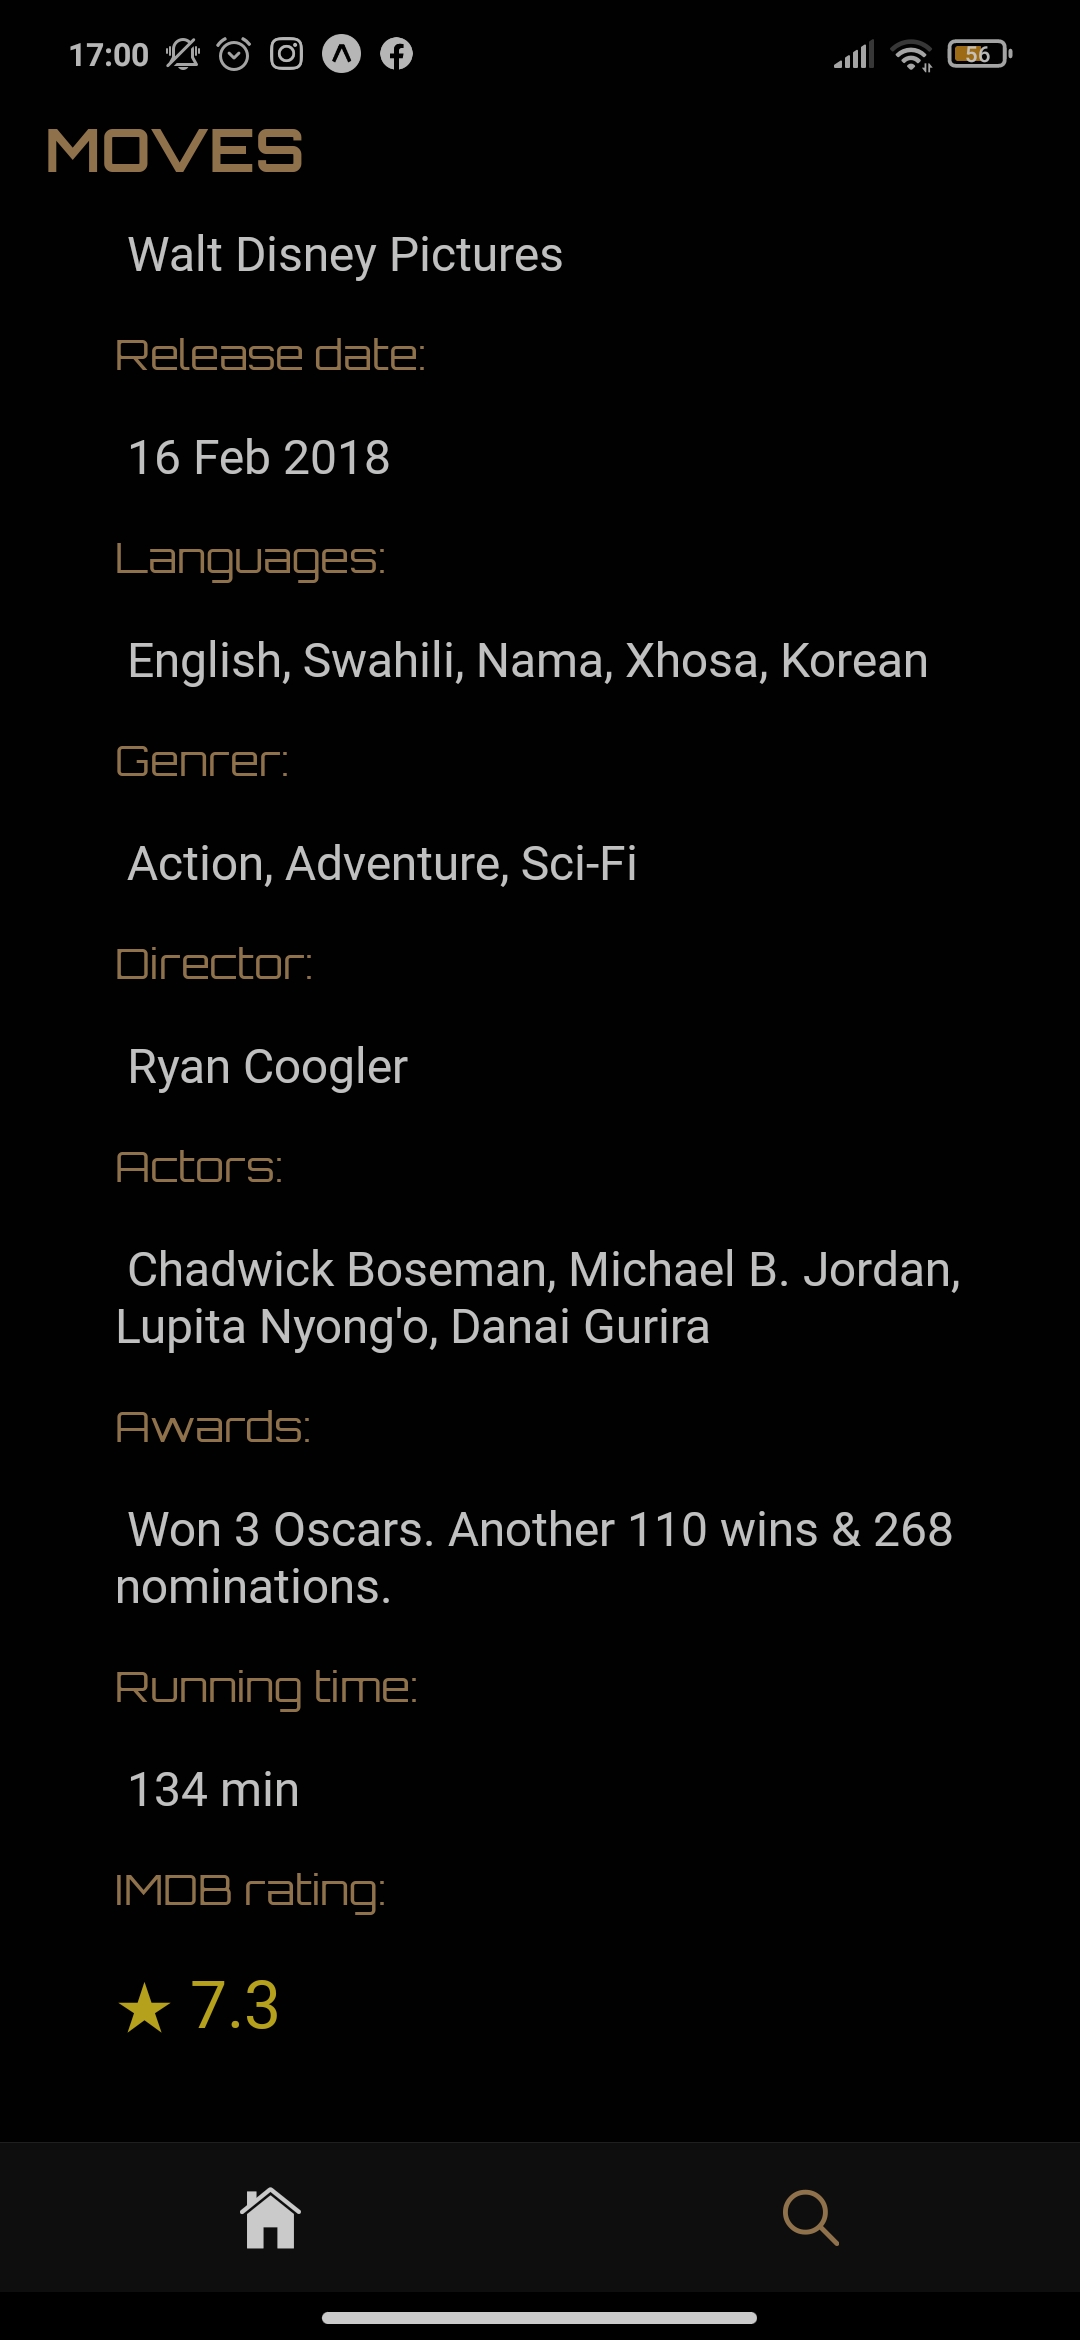 17:00
56
MOVES
Walt Disney Pictures
Release date:
16 Feb 2018
Languages:
English, Swahili, Nama, Xhosa, Korean
Genrer:
Action, Adventure, Sci-Fi
Director:
Ryan Coogler
Actors:
Chadwick Boseman, Michael B. Jordan,
Lupita Nyong'o, Danai Gurira
Awards:
Won 3 Oscars. Another 110 wins & 268
nominations.
Running time:
134 min
IMDB rating:
★ 7.3